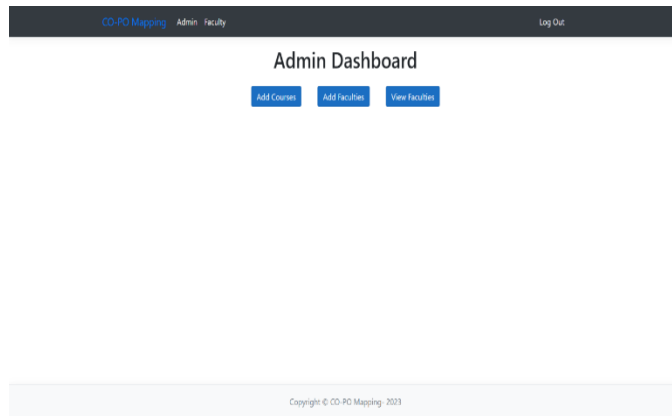 CO-PO Mapping Admin Faculty Log Out
Admin Dashboard
Add Courses Add Faculties View Faculties
Copyright © CO-PO Mapping- 2023